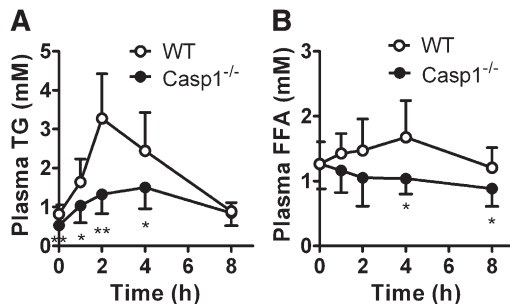 A
WT
Casp1-/-
Plasma TG (mM)
5
4
3
2
1
0
** * ** *
0 2 4 6 8
Time (h)
B
WT
Casp1-/-
Plasma FFA (mM)
3
2
1
0
* *
0 2 4 6 8
Time (h)